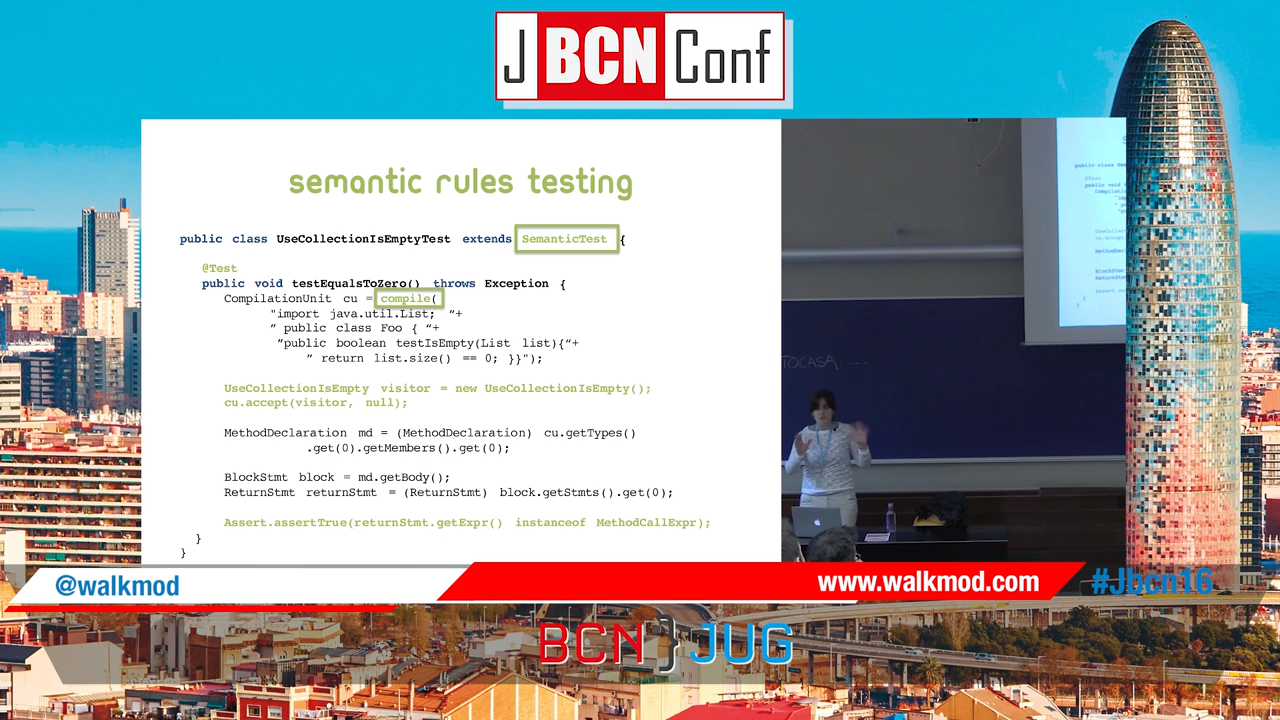 J BCN Conf
semantic rules testing
public class UseCollectionIsEmptyTest extends SemanticTest {
@Test
public void testEqualsToZero() throws Exception {
CompilationUnit cu = compile(
"import java.util.List; “+
” public class Foo { “+
”public boolean testIsEmpty(List list){“+
” return list.size() == 0; }}");
UseCollectionIsEmpty visitor = new UseCollectionIsEmpty();
cu.accept(visitor, null);
MethodDeclaration md = (MethodDeclaration) cu.getTypes()
.get(0).getMembers().get(0);
BlockStmt block = md.getBody();
ReturnStmt returnStmt = (ReturnStmt) block.getStmts().get(0);
Assert.assertTrue(returnStmt.getExpr() instanceof MethodCallExpr);
}
}
@walkmod
www.walkmod.com
#Jbcn16
BCN JUG